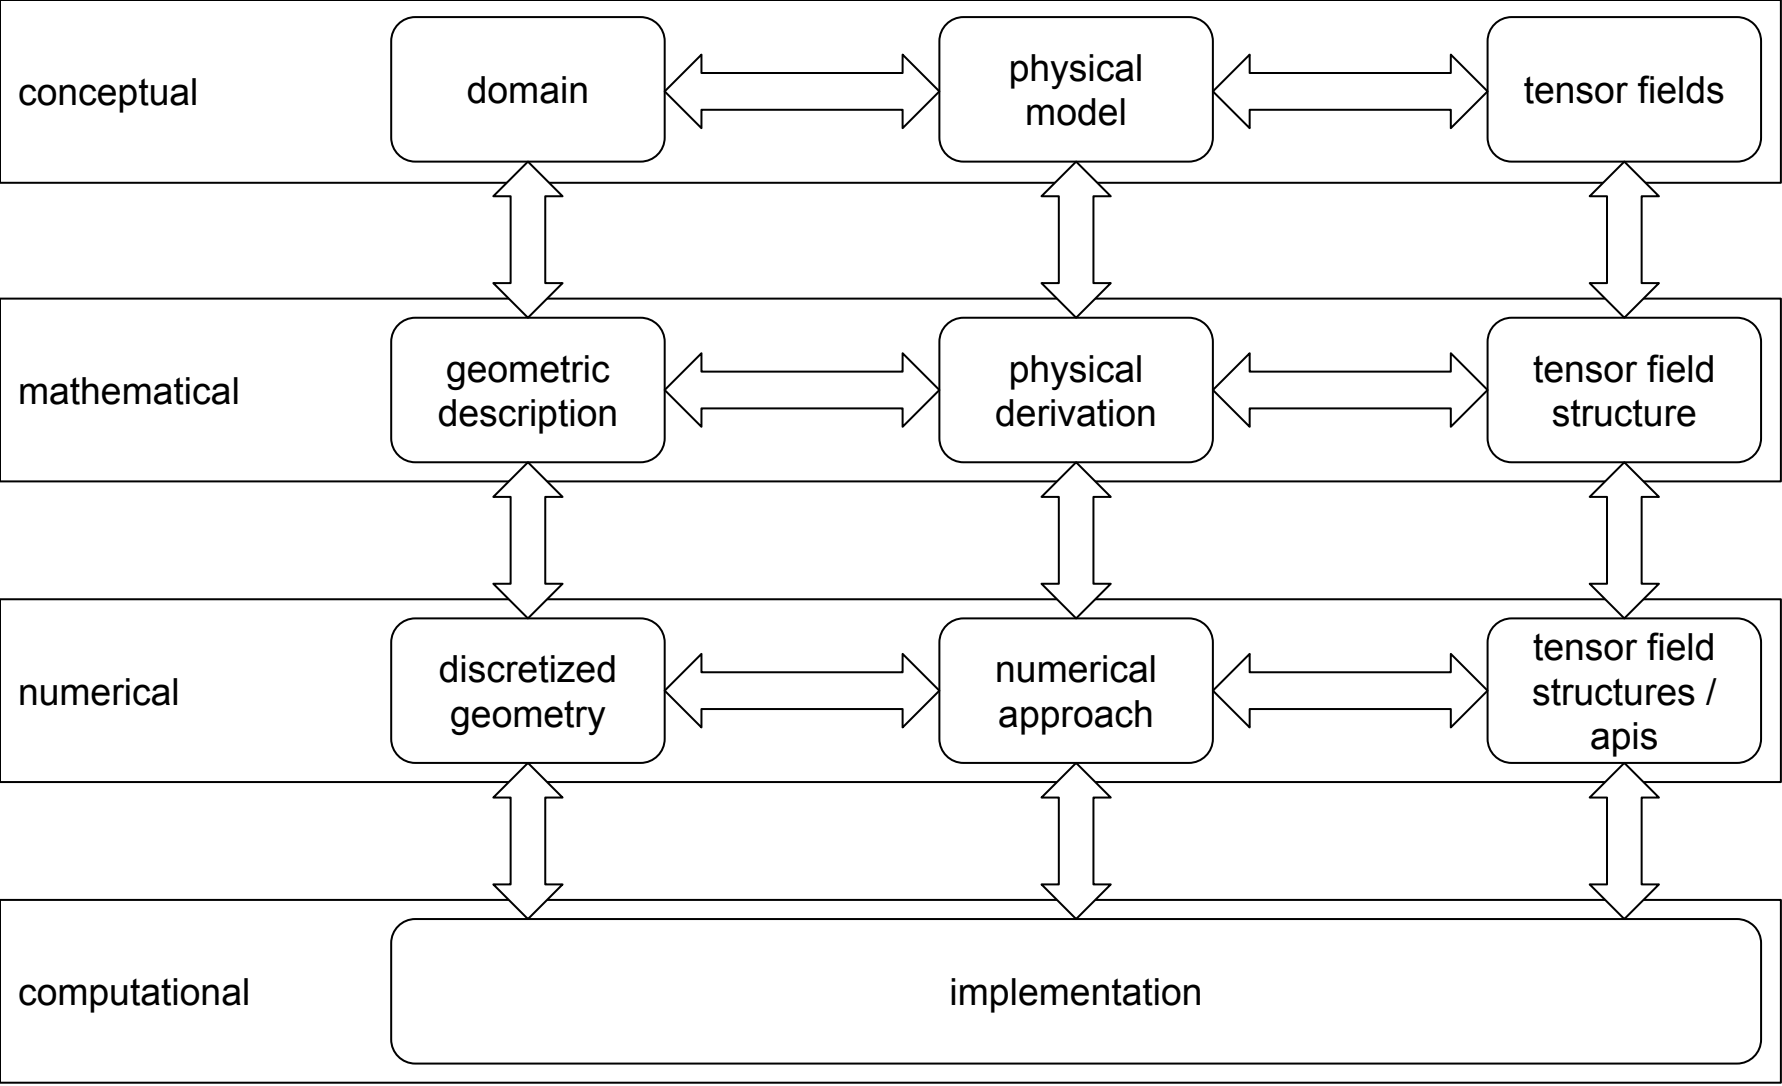 conceptual
domain
physical
model
tensor fields
mathematical
geometric
description
physical
derivation
tensor field
structure
numerical
discretized
geometry
numerical
approach
tensor field
structures /
apis
computational
implementation